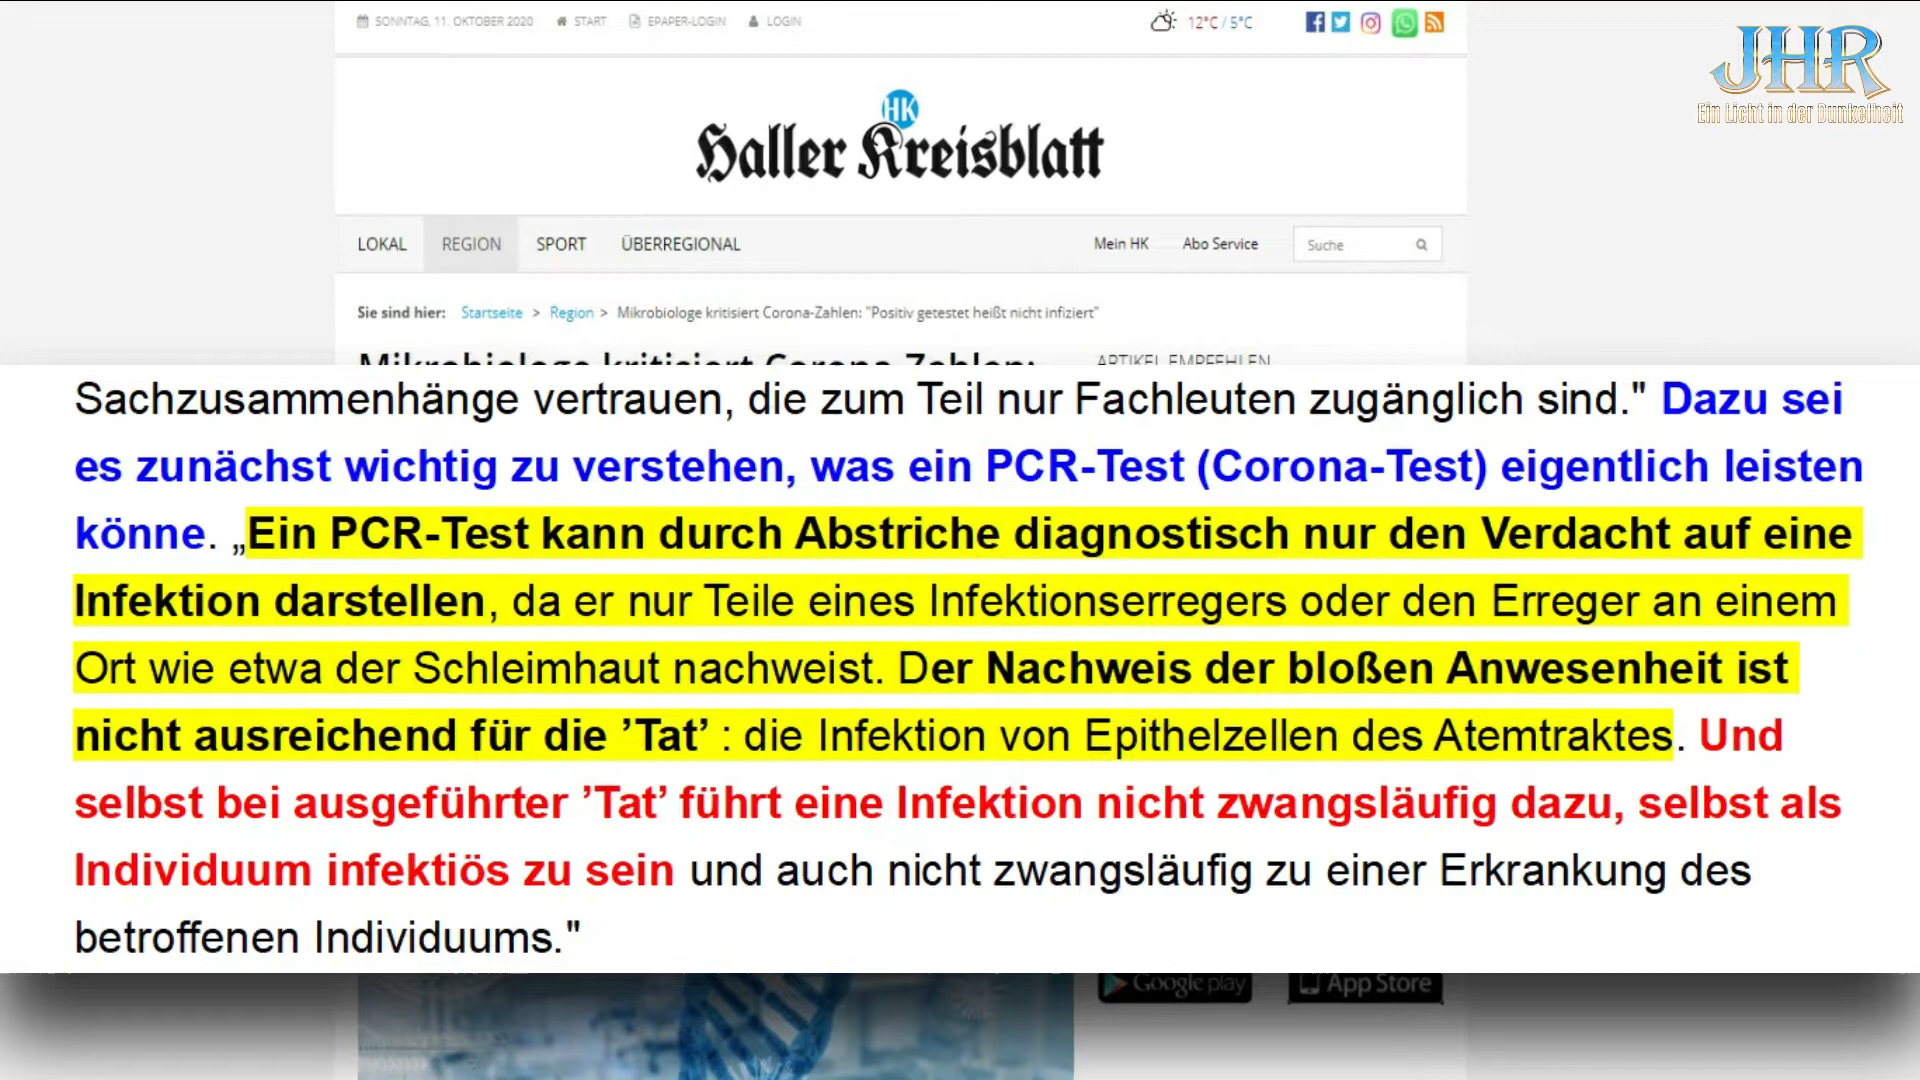 SONNTAG, 11. OKTOBER 2020 START EPAPER-LOGIN LOGIN 12°C / 5°C
JHR
Ein Licht in der Dunkelheit
HK
Haller Kreisblatt
LOKAL REGION SPORT ÜBERREGIONAL Mein HK Abo Service Suche
Sie sind hier: Startseite > Region > Mikrobiologe kritisiert Corona-Zahlen: "Positiv getestet heißt nicht infiziert"
Mikrobiologe kritisiert Corona-Zahlen: ARTIKEL EMPFEHLEN
Sachzusammenhänge vertrauen, die zum Teil nur Fachleuten zugänglich sind." Dazu sei
es zunächst wichtig zu verstehen, was ein PCR-Test (Corona-Test) eigentlich leisten
könne. „Ein PCR-Test kann durch Abstriche diagnostisch nur den Verdacht auf eine
Infektion darstellen, da er nur Teile eines Infektionserregers oder den Erreger an einem
Ort wie etwa der Schleimhaut nachweist. Der Nachweis der bloßen Anwesenheit ist
nicht ausreichend für die ’Tat’ : die Infektion von Epithelzellen des Atemtraktes. Und
selbst bei ausgeführter ’Tat’ führt eine Infektion nicht zwangsläufig dazu, selbst als
Individuum infektiös zu sein und auch nicht zwangsläufig zu einer Erkrankung des
betroffenen Individuums."
Google play App Store